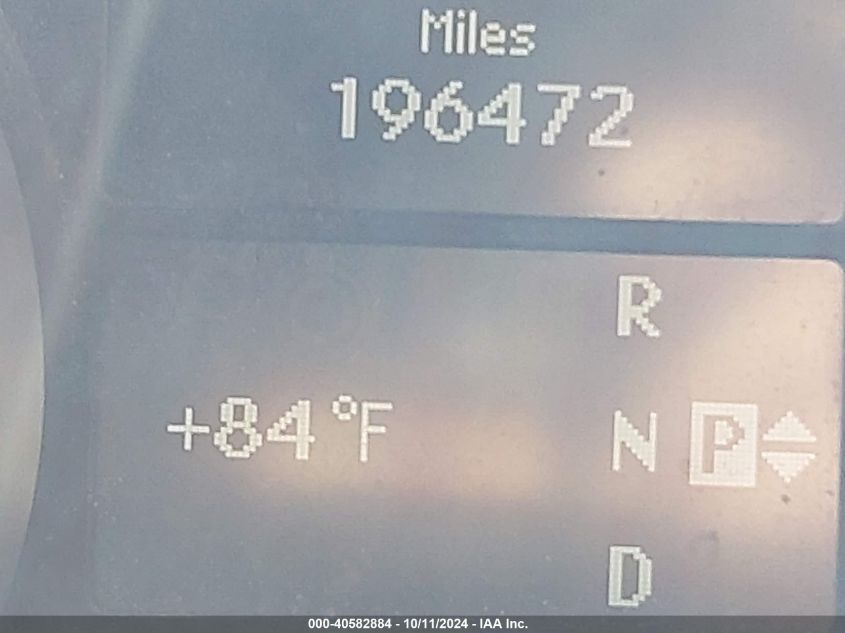 Miles
196472
R
+84°F N P
D
000-40582884 - 10/11/2024 - IAA Inc.